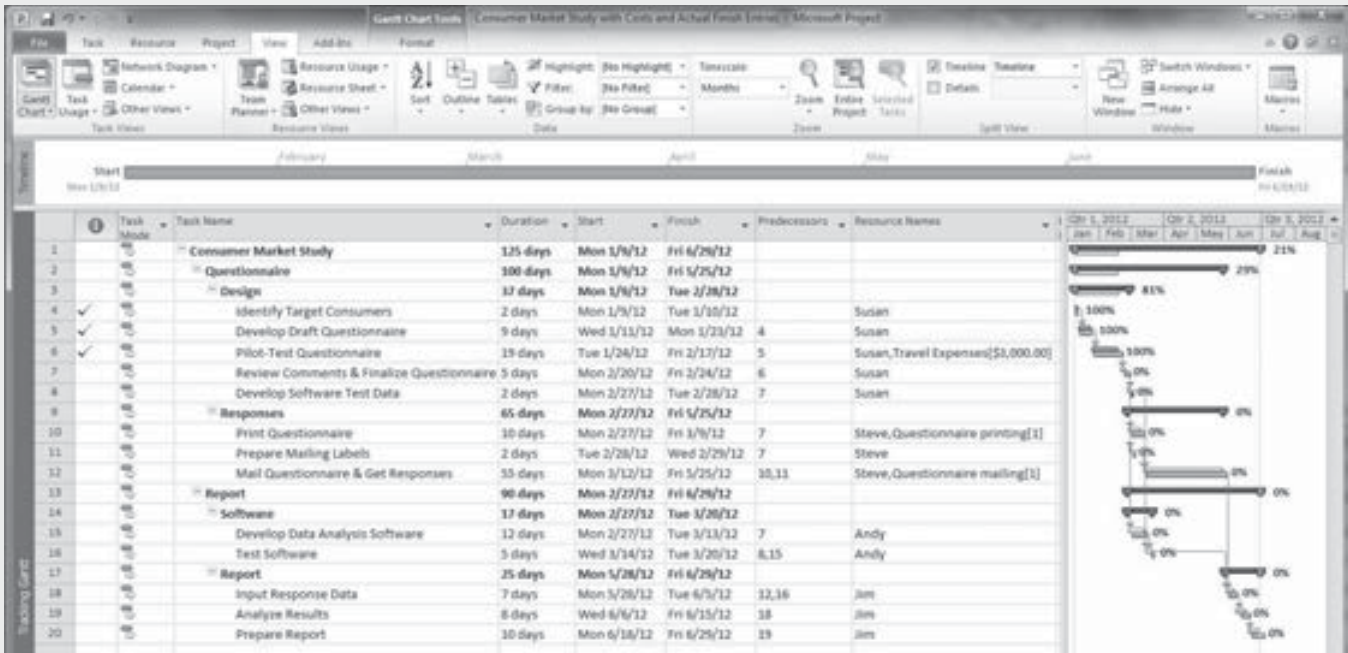 Gantt Chart Tools Consumer Market Study with Costs and Actual Finish Entries - Microsoft Project
File Task Resource Project View Add-Ins Format
Gantt Chart Task Usage Network Diagram Calendar Other Views Task Views
Team Planner Resource Usage Resource Sheet Other Views Resource Views
Sort Outline Tables Highlight: [No Highlight] Filter: [No Filter] Group by: [No Group] Data
Timescale: Months Zoom Entire Project Selected Tasks Zoom
Timeline Timeline Details Split View
New Window Switch Windows Arrange All Hide Window
Macros Macros
Timeline
February March April May June
Start
Mon 1/9/12
Finish
Fri 6/29/12
Task Mode Task Name Duration Start Finish Predecessors Resource Names Qtr 1, 2012 Qtr 2, 2012 Qtr 3, 2012
Jan Feb Mar Apr May Jun Jul Aug
1 Consumer Market Study 125 days Mon 1/9/12 Fri 6/29/12 21%
2 Questionnaire 100 days Mon 1/9/12 Fri 5/25/12 29%
3 Design 37 days Mon 1/9/12 Tue 2/28/12 81%
4 Identify Target Consumers 2 days Mon 1/9/12 Tue 1/10/12 Susan 100%
5 Develop Draft Questionnaire 9 days Wed 1/11/12 Mon 1/23/12 4 Susan 100%
6 Pilot-Test Questionnaire 19 days Tue 1/24/12 Fri 2/17/12 5 Susan,Travel Expenses[$3,000.00] 100%
7 Review Comments & Finalize Questionnaire 5 days Mon 2/20/12 Fri 2/24/12 6 Susan 0%
8 Develop Software Test Data 2 days Mon 2/27/12 Tue 2/28/12 7 Susan 0%
9 Responses 65 days Mon 2/27/12 Fri 5/25/12 0%
10 Print Questionnaire 10 days Mon 2/27/12 Fri 3/9/12 7 Steve,Questionnaire printing[1] 0%
11 Prepare Mailing Labels 2 days Tue 2/28/12 Wed 2/29/12 7 Steve 0%
12 Mail Questionnaire & Get Responses 55 days Mon 3/12/12 Fri 5/25/12 10,11 Steve,Questionnaire mailing[1] 0%
13 Report 90 days Mon 2/27/12 Fri 6/29/12 0%
14 Software 17 days Mon 2/27/12 Tue 3/20/12 0%
15 Develop Data Analysis Software 12 days Mon 2/27/12 Tue 3/13/12 7 Andy 0%
16 Test Software 5 days Wed 3/14/12 Tue 3/20/12 8,15 Andy 0%
17 Report 25 days Mon 5/28/12 Fri 6/29/12 0%
18 Input Response Data 7 days Mon 5/28/12 Tue 6/5/12 12,16 Jim 0%
19 Analyze Results 8 days Wed 6/6/12 Fri 6/15/12 18 Jim 0%
20 Prepare Report 10 days Mon 6/18/12 Fri 6/29/12 19 Jim 0%
Tracking Gantt